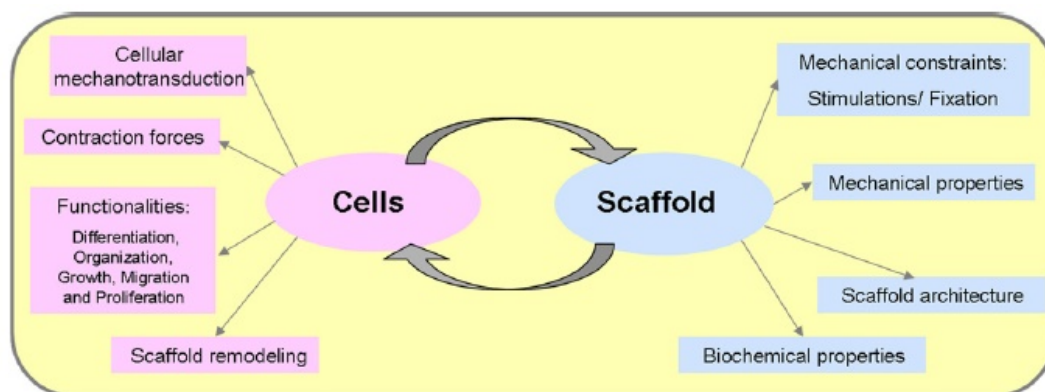 Cellular
mechanotransduction
Contraction forces
Functionalities:
Differentiation,
Organization,
Growth, Migration
and Proliferation
Scaffold remodeling
Cells
Scaffold
Mechanical constraints:
Stimulations/ Fixation
Mechanical properties
Scaffold architecture
Biochemical properties